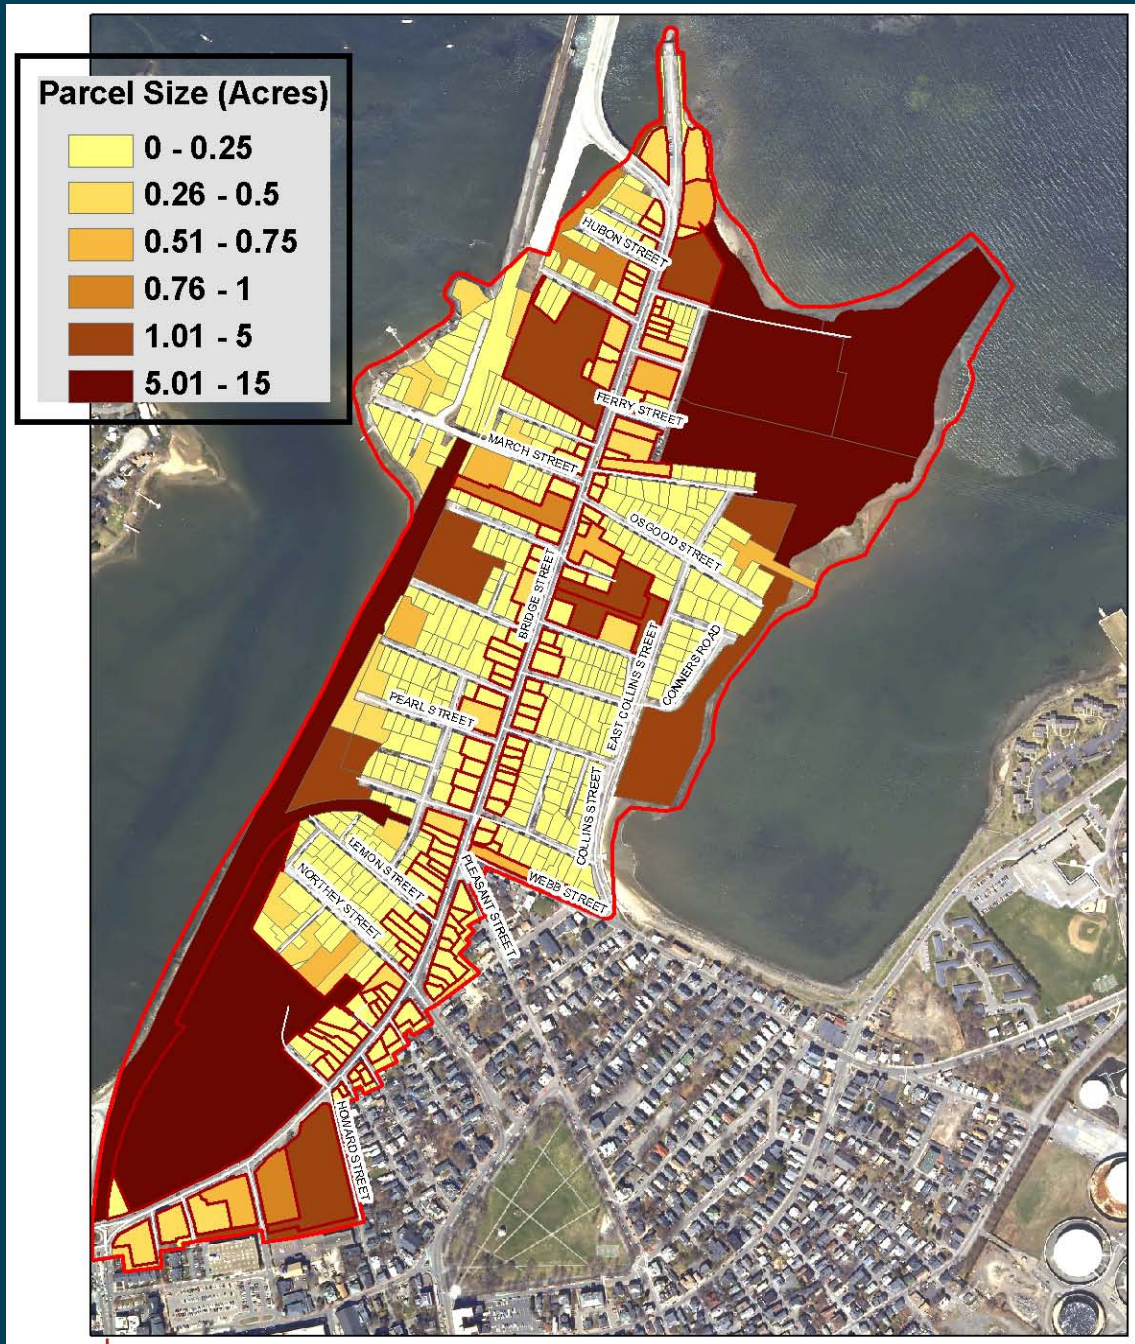 Parcel Size (Acres)
0 - 0.25
0.26 - 0.5
0.51 - 0.75
0.76 - 1
1.01 - 5
5.01 - 15
HUBON STREET
FERRY STREET
MARCH STREET
OSGOOD STREET
BRIDGE STREET
CONNERS ROAD
EAST COLLINS STREET
PEARL STREET
COLLINS STREET
LEMON STREET
PLEASANT STREET
WEBB STREET
NORTHEY STREET
HOWARD STREET